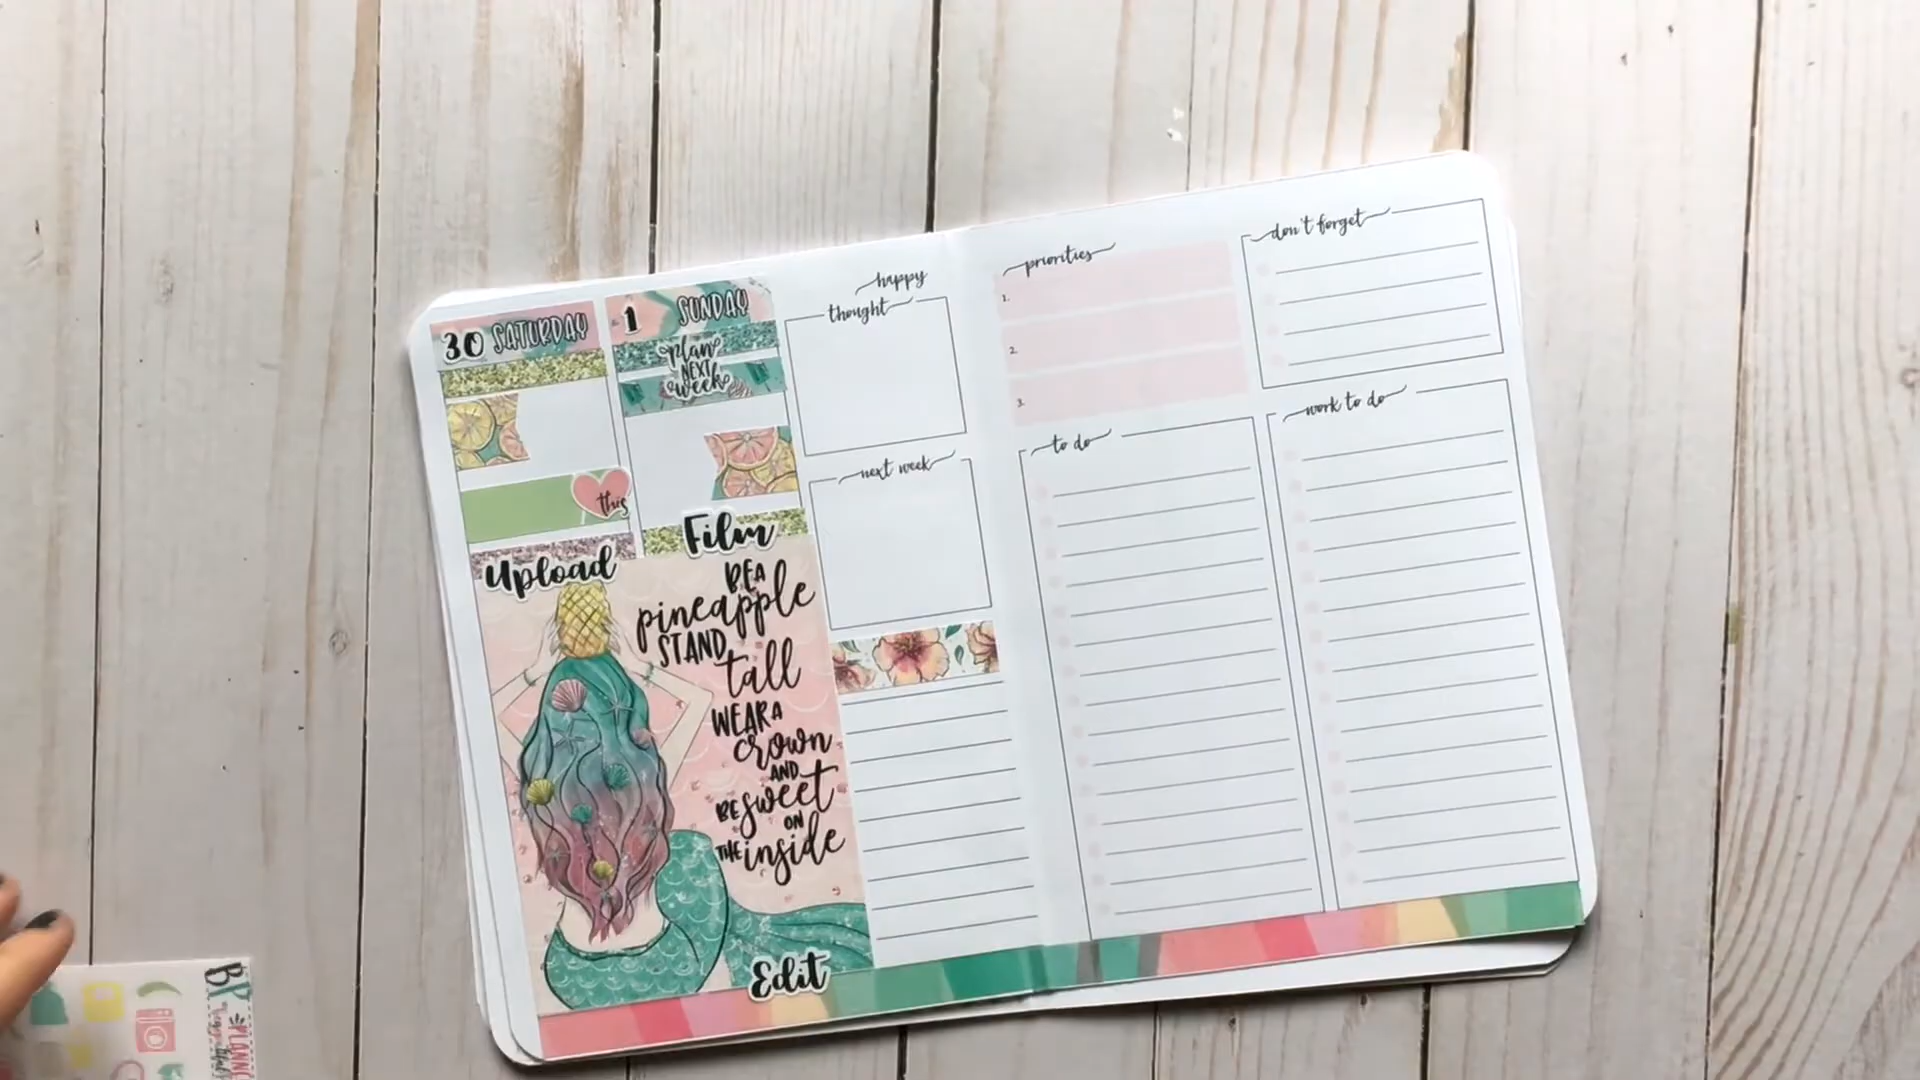 30 SATURDAY
1 SUNDAY
plan
NEXT
week
this
Upload
Film
BE A
pineapple
STAND
tall
WEAR A
crown
AND
BE sweet
ON
THE inside
Edit
happy
thought
next week
priorities
1.
2.
3.
don't forget
to do
work to do
BP